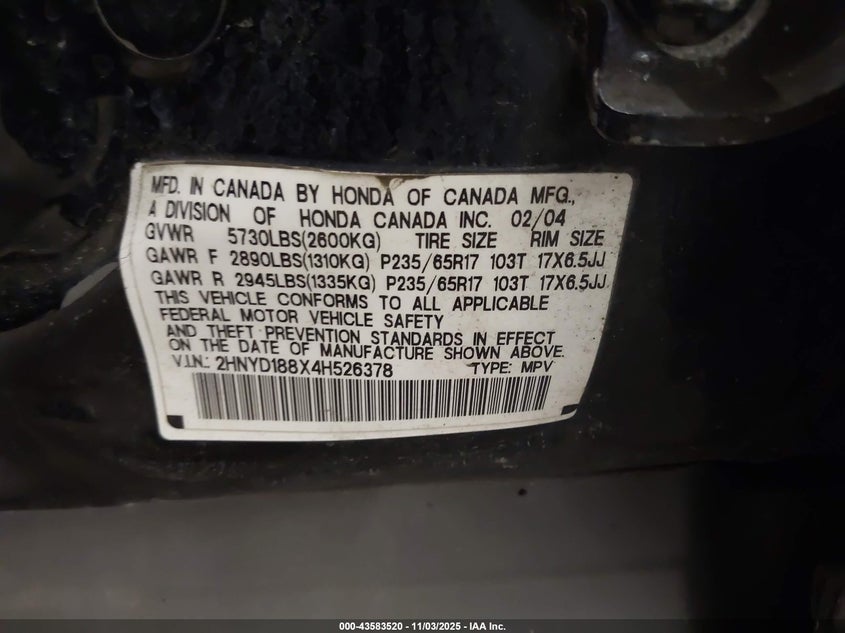 MFD. IN CANADA BY HONDA OF CANADA MFG.,
A DIVISION OF HONDA CANADA INC. 02/04
GVWR 5730LBS(2600KG) TIRE SIZE RIM SIZE
GAWR F 2890LBS(1310KG) P235/65R17 103T 17X6.5JJ
GAWR R 2945LBS(1335KG) P235/65R17 103T 17X6.5JJ
THIS VEHICLE CONFORMS TO ALL APPLICABLE
FEDERAL MOTOR VEHICLE SAFETY
AND THEFT PREVENTION STANDARDS IN EFFECT
ON THE DATE OF MANUFACTURE SHOWN ABOVE.
V.I.N.: 2HNYD188X4H526378 TYPE: MPV
000-43583520 - 11/03/2025 - IAA Inc.